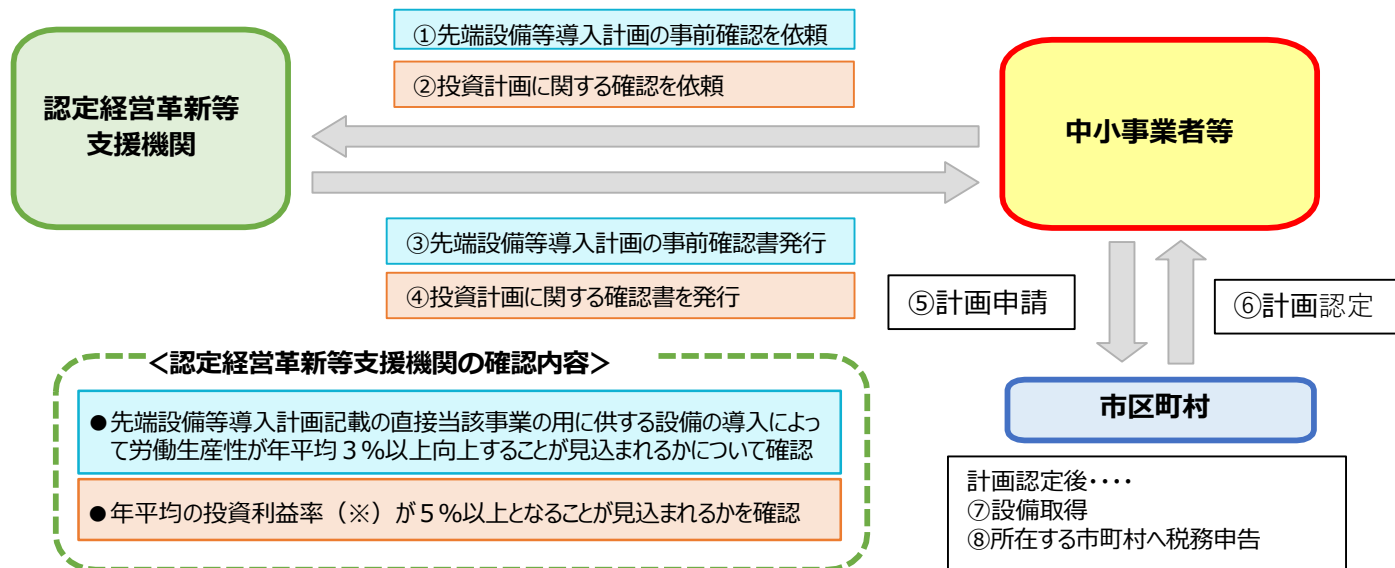 ①先端設備等導入計画の事前確認を依頼
②投資計画に関する確認を依頼
認定経営革新等
支援機関
中小事業者等
③先端設備等導入計画の事前確認書発行
④投資計画に関する確認書を発行
⑤計画申請
⑥計画認定
<認定経営革新等支援機関の確認内容>
●先端設備等導入計画記載の直接当該事業の用に供する設備の導入によっ
て労働生産性が年平均３%以上向上することが見込まれるかについて確認
●年平均の投資利益率（※）が５%以上となることが見込まれるかを確認
市区町村
計画認定後・・・・
⑦設備取得
⑧所在する市町村へ税務申告